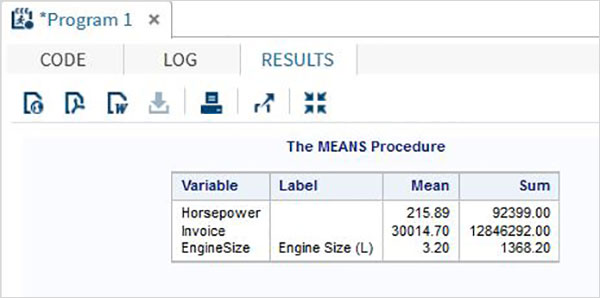 *Program 1 ×
CODE LOG RESULTS
The MEANS Procedure
Variable Label Mean Sum
Horsepower 215.89 92399.00
Invoice 30014.70 12846292.00
EngineSize Engine Size (L) 3.20 1368.20